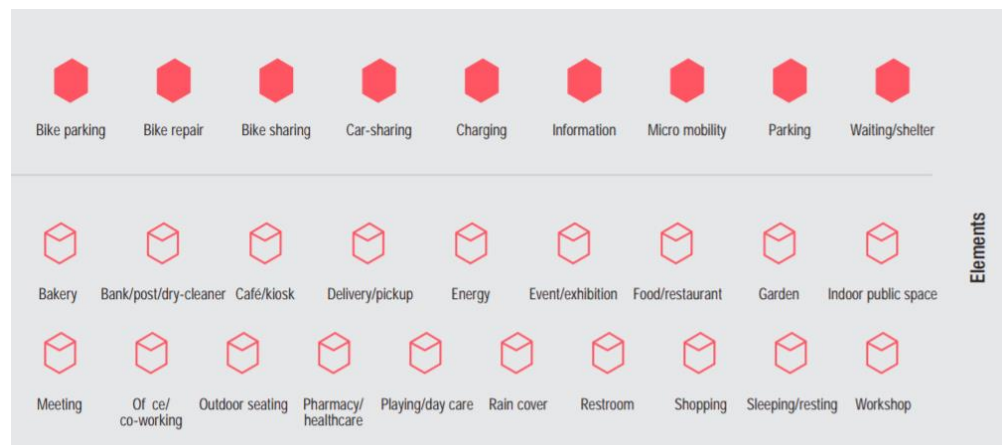 Bike parking Bike repair Bike sharing Car-sharing Charging Information Micro mobility Parking Waiting/shelter
Elements
Bakery Bank/post/dry-cleaner Café/kiosk Delivery/pickup Energy Event/exhibition Food/restaurant Garden Indoor public space
Meeting Of ce/ Outdoor seating Pharmacy/ Playing/day care Rain cover Restroom Shopping Sleeping/resting Workshop
co-working healthcare